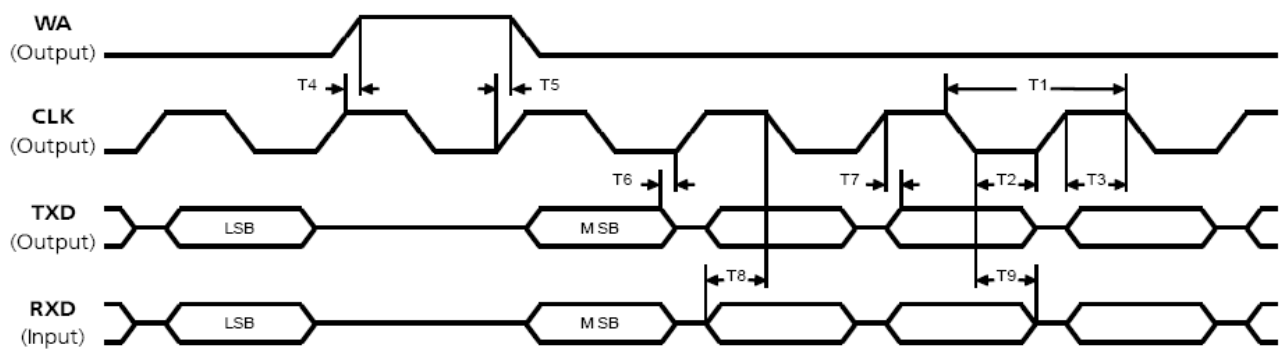 WA
(Output)
T4
T5
T1
CLK
(Output)
T6
T7
T2
T3
TXD
(Output)
LSB
MSB
T8
T9
RXD
(Input)
LSB
MSB